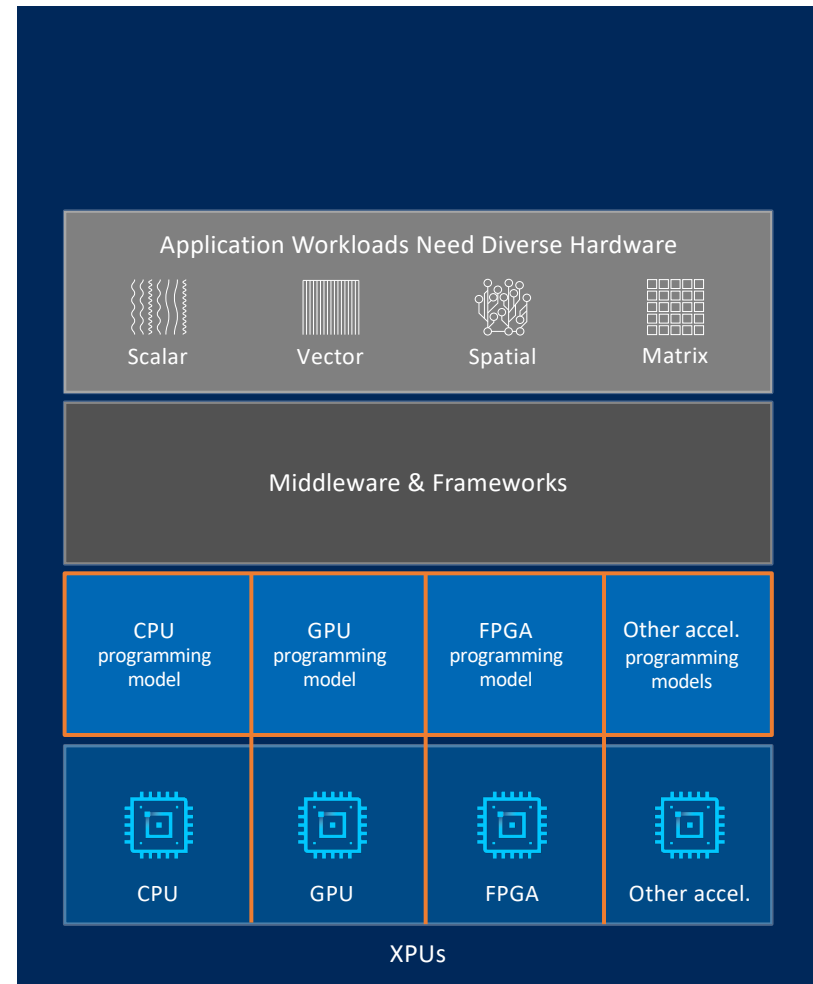 Application Workloads Need Diverse Hardware
Scalar
Vector
Spatial
Matrix
Middleware & Frameworks
CPU
programming
model
GPU
programming
model
FPGA
programming
model
Other accel.
programming
models
CPU
GPU
FPGA
Other accel.
XPUs